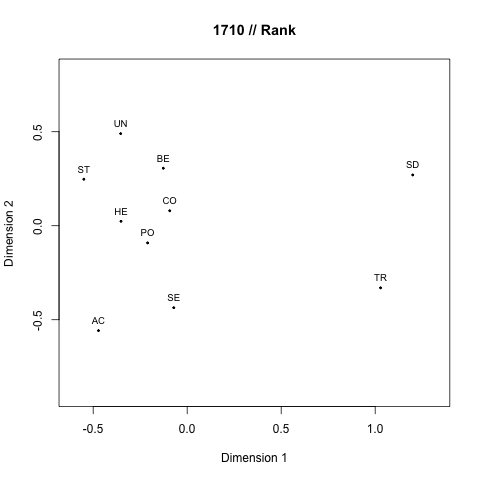 1710 // Rank
UN
BE
SD
ST
CO
HE
PO
TR
SE
AC
0.5
0.0
-0.5
Dimension 2
-0.5 0.0 0.5 1.0
Dimension 1